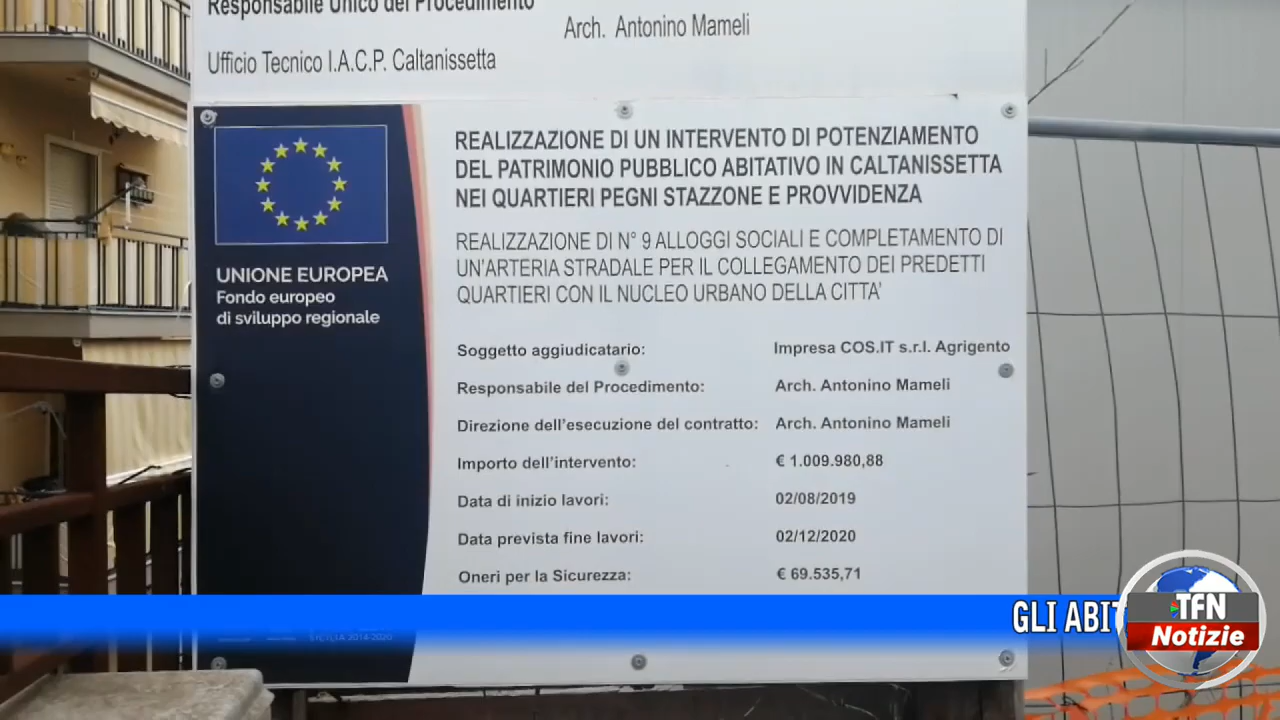 Responsabile Unico del Procedimento
Arch. Antonino Mameli
Ufficio Tecnico I.A.C.P. Caltanissetta
UNIONE EUROPEA
Fondo europeo
di sviluppo regionale
REALIZZAZIONE DI UN INTERVENTO DI POTENZIAMENTO
DEL PATRIMONIO PUBBLICO ABITATIVO IN CALTANISSETTA
NEI QUARTIERI PEGNI STAZZONE E PROVVIDENZA
REALIZZAZIONE DI N° 9 ALLOGGI SOCIALI E COMPLETAMENTO DI
UN'ARTERIA STRADALE PER IL COLLEGAMENTO DEI PREDETTI
QUARTIERI CON IL NUCLEO URBANO DELLA CITTA'
Soggetto aggiudicatario: Impresa COS.IT s.r.l. Agrigento
Responsabile del Procedimento: Arch. Antonino Mameli
Direzione dell'esecuzione del contratto: Arch. Antonino Mameli
Importo dell'intervento: € 1.009.980,88
Data di inizio lavori: 02/08/2019
Data prevista fine lavori: 02/12/2020
Oneri per la Sicurezza: € 69.535,71
SICILIA 2014-2020
GLI ABIT
TFN
Notizie